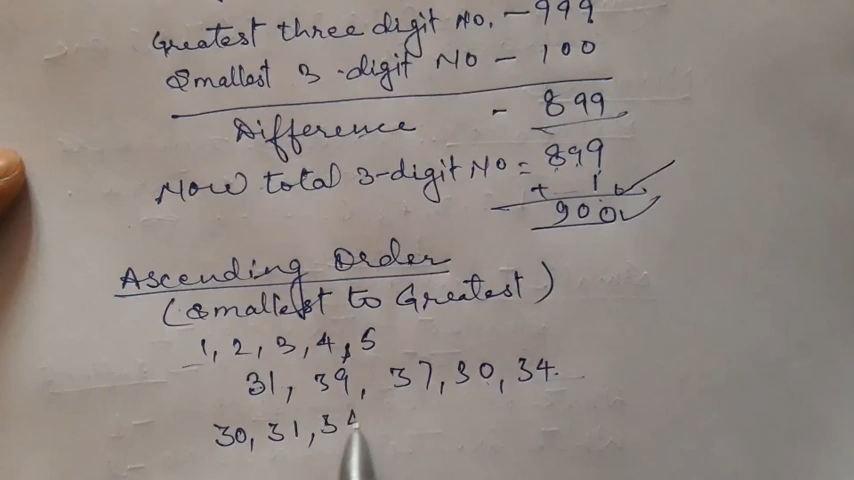 Greatest three digit No. - 999
Smallest 3-digit NO - 100
Difference - 899
Now total 3-digit No = 899
+ 1
900
Ascending Order
(Smallest to Greatest)
1, 2, 3, 4, 5
31, 39, 37, 30, 34.
30, 31, 34